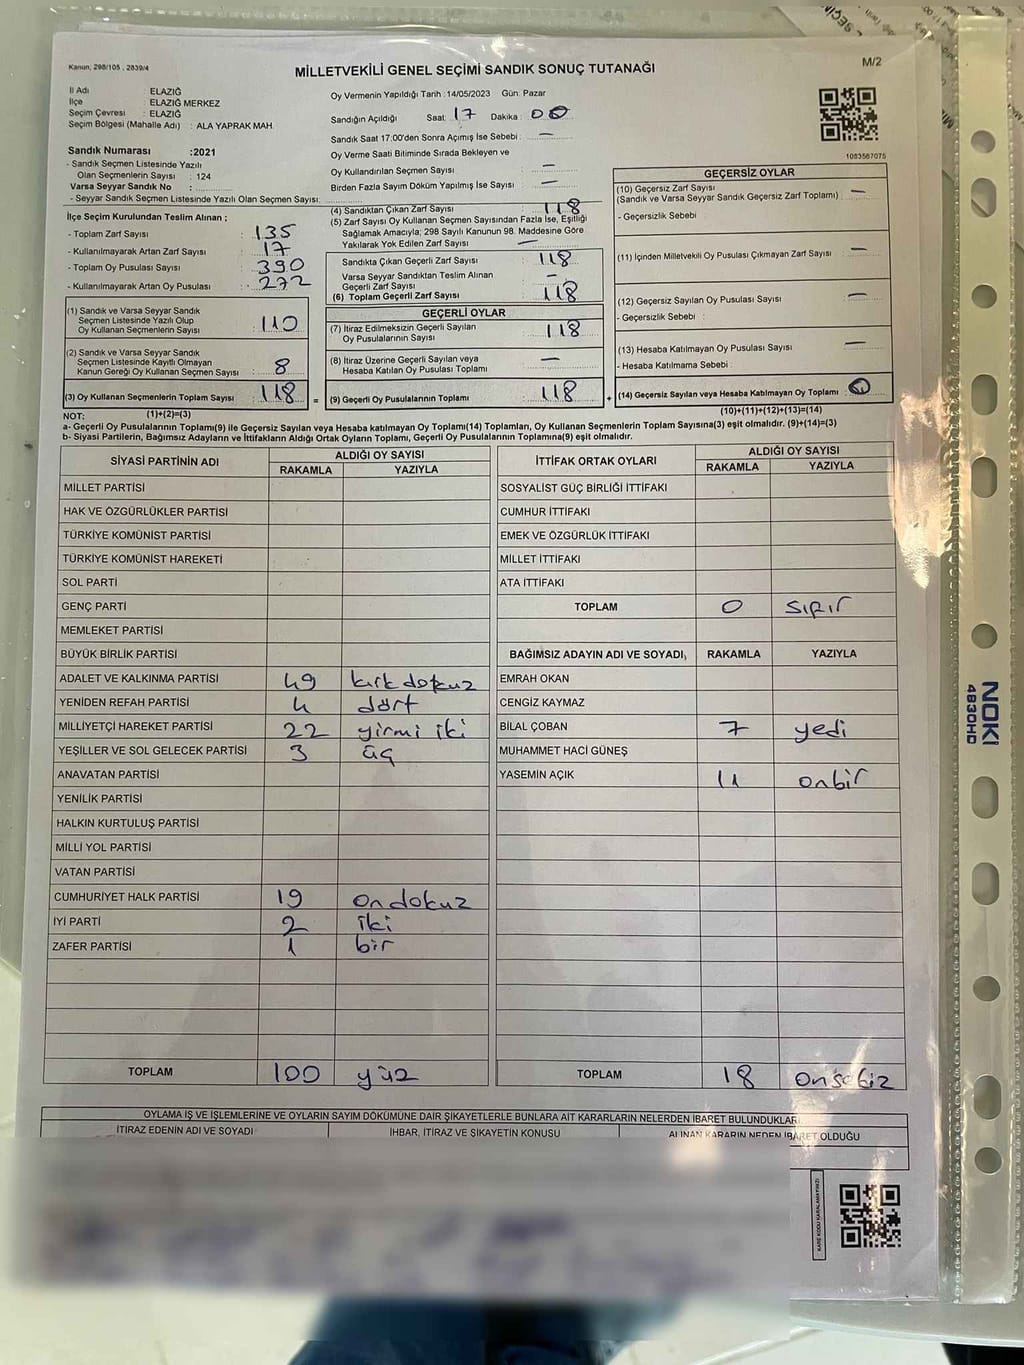 Kanun; 298/105 , 2839/4
MİLLETVEKİLİ GENEL SEÇİMİ SANDIK SONUÇ TUTANAĞI
M/2
İl Adı : ELAZIĞ
İlçe : ELAZIĞ MERKEZ
Seçim Çevresi : ELAZIĞ
Seçim Bölgesi (Mahalle Adı) : ALA YAPRAK MAH.
Sandık Numarası :2021
- Sandık Seçmen Listesinde Yazılı
Olan Seçmenlerin Sayısı : 124
Varsa Seyyar Sandık No :
- Seyyar Sandık Seçmen Listesinde Yazılı Olan Seçmen Sayısı:
Oy Vermenin Yapıldığı Tarih : 14/05/2023 Gün: Pazar
Sandığın Açıldığı Saat: 17 Dakika : 00
Sandık Saat 17:00'den Sonra Açımış İse Sebebi : —
Oy Verme Saati Bitiminde Sırada Bekleyen ve
Oy Kullandırılan Seçmen Sayısı : —
Birden Fazla Sayım Döküm Yapılmış İse Sayısı : —
1083567075
İlçe Seçim Kurulundan Teslim Alınan ;
- Toplam Zarf Sayısı : 135
- Kullanılmayarak Artan Zarf Sayısı : 17
- Toplam Oy Pusulası Sayısı : 390
- Kullanılmayarak Artan Oy Pusulası : 272
(4) Sandıktan Çıkan Zarf Sayısı : 118
(5) Zarf Sayısı Oy Kullanan Seçmen Sayısından Fazla İse, Eşitliği
Sağlamak Amacıyla; 298 Sayılı Kanunun 98. Maddesine Göre
Yakılarak Yok Edilen Zarf Sayısı : —
Sandıkta Çıkan Geçerli Zarf Sayısı : 118
Varsa Seyyar Sandıktan Teslim Alınan
Geçerli Zarf Sayısı : —
(6) Toplam Geçerli Zarf Sayısı : 118
GEÇERSİZ OYLAR
(10) Geçersiz Zarf Sayısı : —
(Sandık ve Varsa Seyyar Sandık Geçersiz Zarf Toplamı)
- Geçersizlik Sebebi :
(11) İçinden Milletvekili Oy Pusulası Çıkmayan Zarf Sayısı : —
(12) Geçersiz Sayılan Oy Pusulası Sayısı : —
- Geçersizlik Sebebi :
(13) Hesaba Katılmayan Oy Pusulası Sayısı : —
- Hesaba Katılmama Sebebi :
(1) Sandık ve Varsa Seyyar Sandık
Seçmen Listesinde Yazılı Olup
Oy Kullanan Seçmenlerin Sayısı : 110
(2) Sandık ve Varsa Seyyar Sandık
Seçmen Listesinde Kayıtlı Olmayan
Kanun Gereği Oy Kullanan Seçmen Sayısı : 8
GEÇERLİ OYLAR
(7) İtiraz Edilmeksizin Geçerli Sayılan
Oy Pusulalarının Sayısı : 118
(8) İtiraz Üzerine Geçerli Sayılan veya
Hesaba Katılan Oy Pusulası Toplamı : —
(3) Oy Kullanan Seçmenlerin Toplam Sayısı : 118 = (9) Geçerli Oy Pusulalarının Toplamı : 118 + (14) Geçersiz Sayılan veya Hesaba Katılmayan Oy Toplamı : 0
NOT: (1)+(2)=(3) (10)+(11)+(12)+(13)=(14)
a- Geçerli Oy Pusulalarının Toplamı(9) ile Geçersiz Sayılan veya Hesaba katılmayan Oy Toplamı(14) Toplamları, Oy Kullanan Seçmenlerin Toplam Sayısına(3) eşit olmalıdır. (9)+(14)=(3)
b- Siyasi Partilerin, Bağımsız Adayların ve İttifakların Aldığı Ortak Oyların Toplamı, Geçerli Oy Pusulalarının Toplamına(9) eşit olmalıdır.
SİYASİ PARTİNİN ADI ALDIĞI OY SAYISI
RAKAMLA YAZIYLA
MİLLET PARTİSİ
HAK VE ÖZGÜRLÜKLER PARTİSİ
TÜRKİYE KOMÜNİST PARTİSİ
TÜRKİYE KOMÜNİST HAREKETİ
SOL PARTİ
GENÇ PARTİ
MEMLEKET PARTİSİ
BÜYÜK BİRLİK PARTİSİ
ADALET VE KALKINMA PARTİSİ 49 kırkdokuz
YENİDEN REFAH PARTİSİ 4 dört
MİLLİYETÇİ HAREKET PARTİSİ 22 yirmi iki
YEŞİLLER VE SOL GELECEK PARTİSİ 3 üç
ANAVATAN PARTİSİ
YENİLİK PARTİSİ
HALKIN KURTULUŞ PARTİSİ
MİLLİ YOL PARTİSİ
VATAN PARTİSİ
CUMHURİYET HALK PARTİSİ 19 ondokuz
İYİ PARTİ 2 iki
ZAFER PARTİSİ 1 bir
TOPLAM 100 yüz
İTTİFAK ORTAK OYLARI ALDIĞI OY SAYISI
RAKAMLA YAZIYLA
SOSYALİST GÜÇ BİRLİĞİ İTTİFAKI
CUMHUR İTTİFAKI
EMEK VE ÖZGÜRLÜK İTTİFAKI
MİLLET İTTİFAKI
ATA İTTİFAKI
TOPLAM 0 sıfır
BAĞIMSIZ ADAYIN ADI VE SOYADI RAKAMLA YAZIYLA
EMRAH OKAN
CENGİZ KAYMAZ
BİLAL ÇOBAN 7 yedi
MUHAMMET HACİ GÜNEŞ
YASEMİN AÇIK 11 onbir
TOPLAM 18 onsekiz
OYLAMA İŞ VE İŞLEMLERİNE VE OYLARIN SAYIM DÖKÜMÜNE DAİR ŞİKAYETLERLE BUNLARA AİT KARARLARIN NELERDEN İBARET BULUNDUKLARI
İTİRAZ EDENİN ADI VE SOYADI İHBAR, İTİRAZ VE ŞİKAYETİN KONUSU ALINAN KARARIN NEDEN İBARET OLDUĞU
KARE KODU KARALAMAYINIZ!
NOKI
4830HD